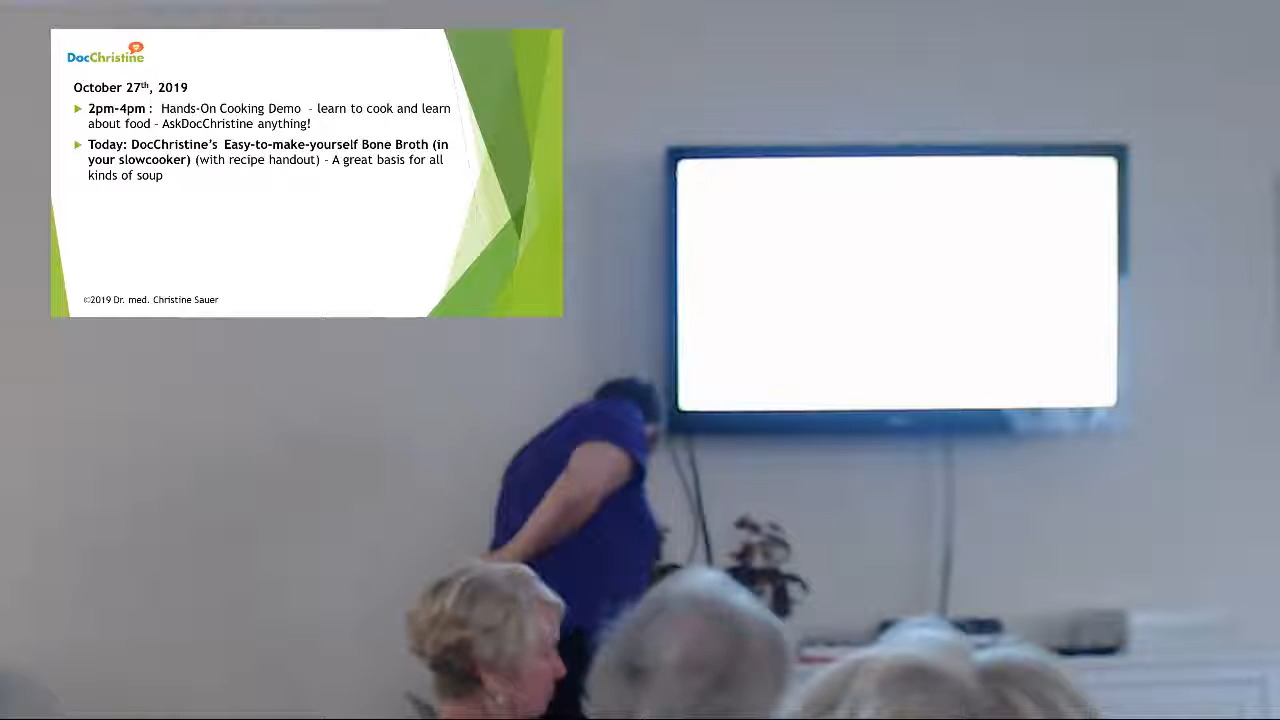 DocChristine
October 27th, 2019
2pm-4pm : Hands-On Cooking Demo - learn to cook and learn
about food - AskDocChristine anything!
Today: DocChristine's Easy-to-make-yourself Bone Broth (in
your slowcooker) (with recipe handout) - A great basis for all
kinds of soup
©2019 Dr. med. Christine Sauer